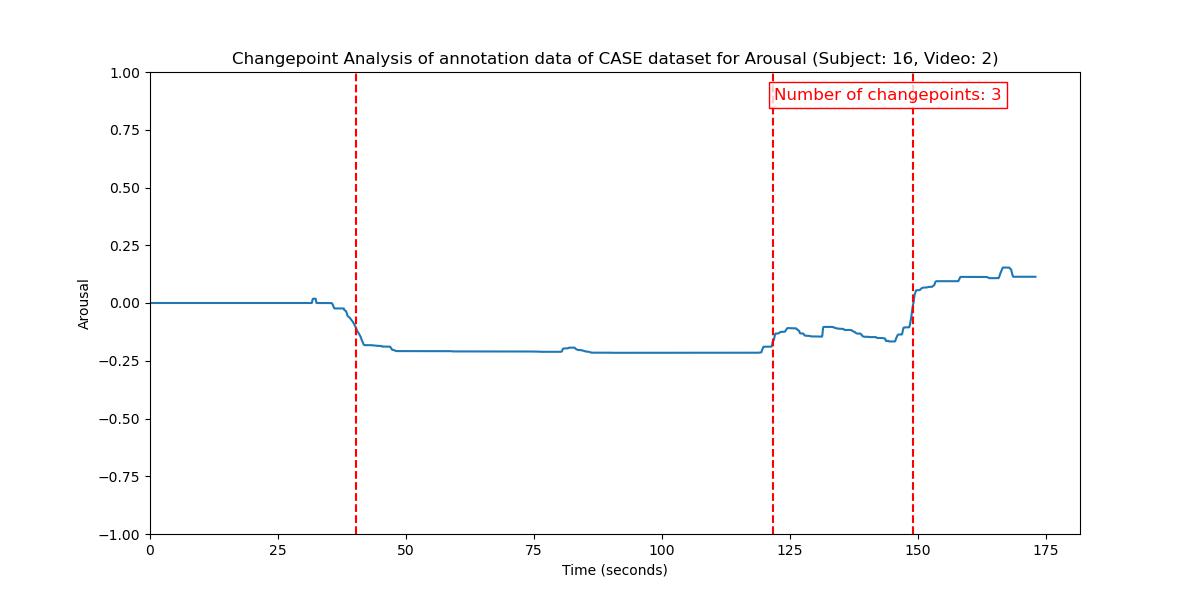 Changepoint Analysis of annotation data of CASE dataset for Arousal (Subject: 16, Video: 2)
Number of changepoints: 3
1.00
0.75
0.50
0.25
0.00
−0.25
−0.50
−0.75
−1.00
Arousal
0 25 50 75 100 125 150 175
Time (seconds)